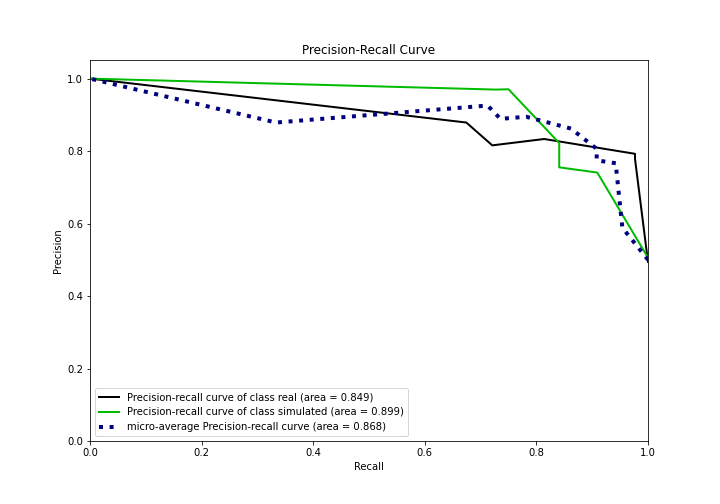 Precision-Recall Curve
1.0
0.8
0.6
0.4
0.2
0.0
Precision
Precision-recall curve of class real (area = 0.849)
Precision-recall curve of class simulated (area = 0.899)
micro-average Precision-recall curve (area = 0.868)
0.0 0.2 0.4 0.6 0.8 1.0
Recall